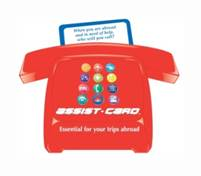 When you are abroad
and in need of help,
who will you call?
ASSIST-CARD
Essential for your trips abroad